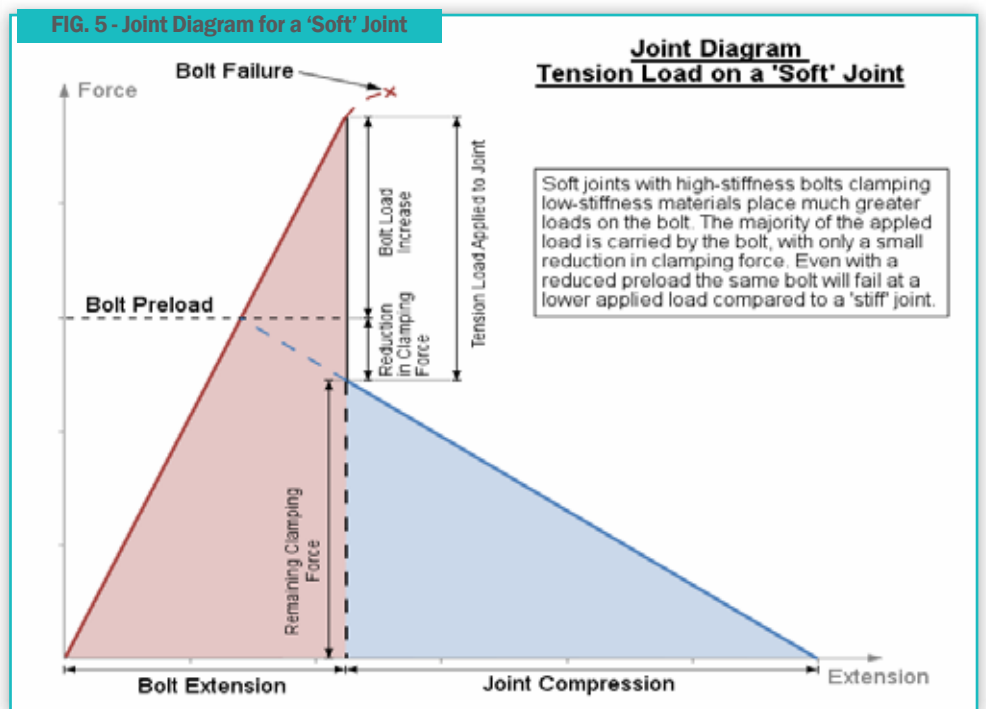 FIG. 5 - Joint Diagram for a ‘Soft’ Joint
Joint Diagram
Tension Load on a 'Soft' Joint
Bolt Failure
Force
Soft joints with high-stiffness bolts clamping
low-stiffness materials place much greater
loads on the bolt. The majority of the appled
load is carried by the bolt, with only a small
reduction in clamping force. Even with a
reduced preload the same bolt will fail at a
lower applied load compared to a 'stiff' joint.
Bolt Load
Increase
Tension Load Applied to Joint
Bolt Preload
Reduction
in Clamping
Force
Remaining Clamping
Force
Bolt Extension
Joint Compression
Extension